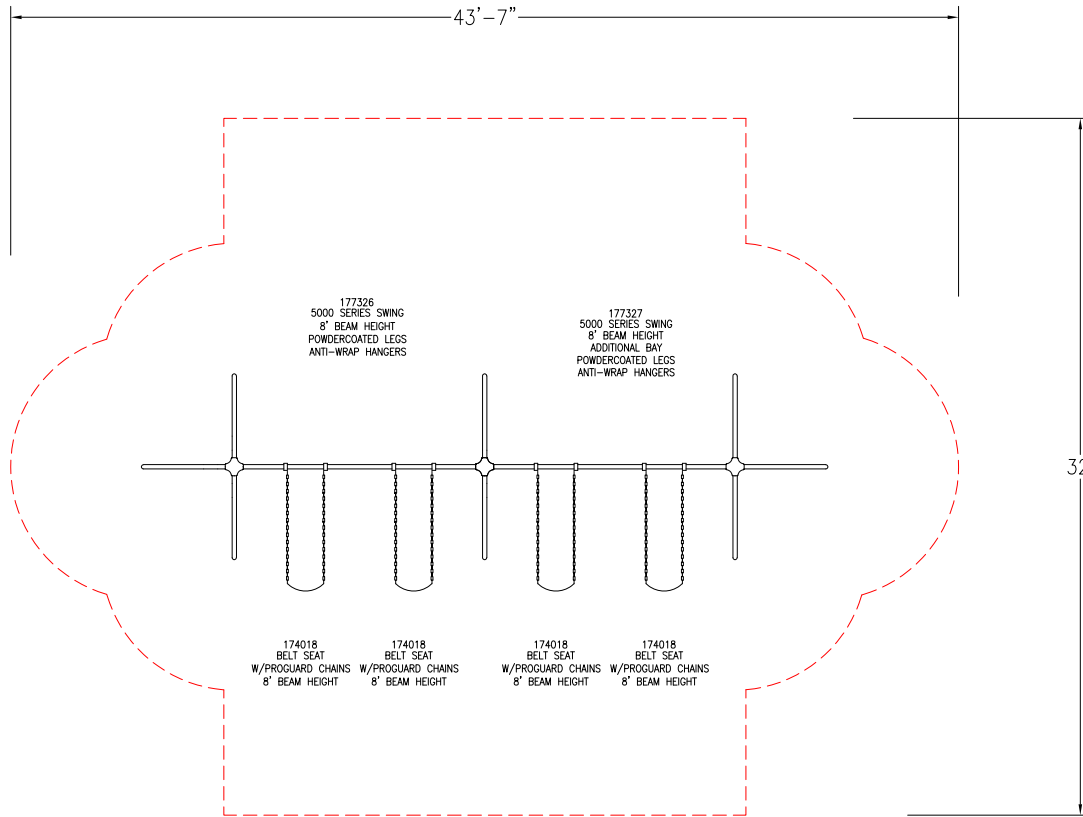 43'-7"
177326
5000 SERIES SWING
8' BEAM HEIGHT
POWDERCOATED LEGS
ANTI-WRAP HANGERS
177327
5000 SERIES SWING
8' BEAM HEIGHT
ADDITIONAL BAY
POWDERCOATED LEGS
ANTI-WRAP HANGERS
32
174018
BELT SEAT
W/PROGUARD CHAINS
8' BEAM HEIGHT
174018
BELT SEAT
W/PROGUARD CHAINS
8' BEAM HEIGHT
174018
BELT SEAT
W/PROGUARD CHAINS
8' BEAM HEIGHT
174018
BELT SEAT
W/PROGUARD CHAINS
8' BEAM HEIGHT